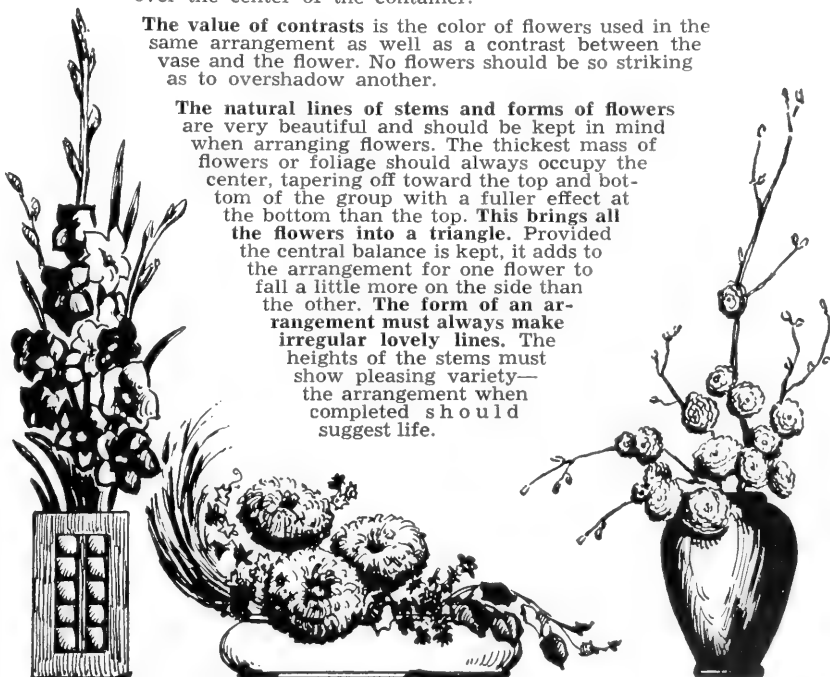 over the center of the container.
The value of contrasts is the color of flowers used in the
same arrangement as well as a contrast between the
vase and the flower. No flowers should be so striking
as to overshadow another.
The natural lines of stems and forms of flowers
are very beautiful and should be kept in mind
when arranging flowers. The thickest mass of
flowers or foliage should always occupy the
center, tapering off toward the top and bot-
tom of the group with a fuller effect at
the bottom than the top. This brings all
the flowers into a triangle. Provided
the central balance is kept, it adds to
the arrangement for one flower to
fall a little more on the side than
the other. The form of an ar-
rangement must always make
irregular lovely lines. The
heights of the stems must
show pleasing variety—
the arrangement when
completed should
suggest life.